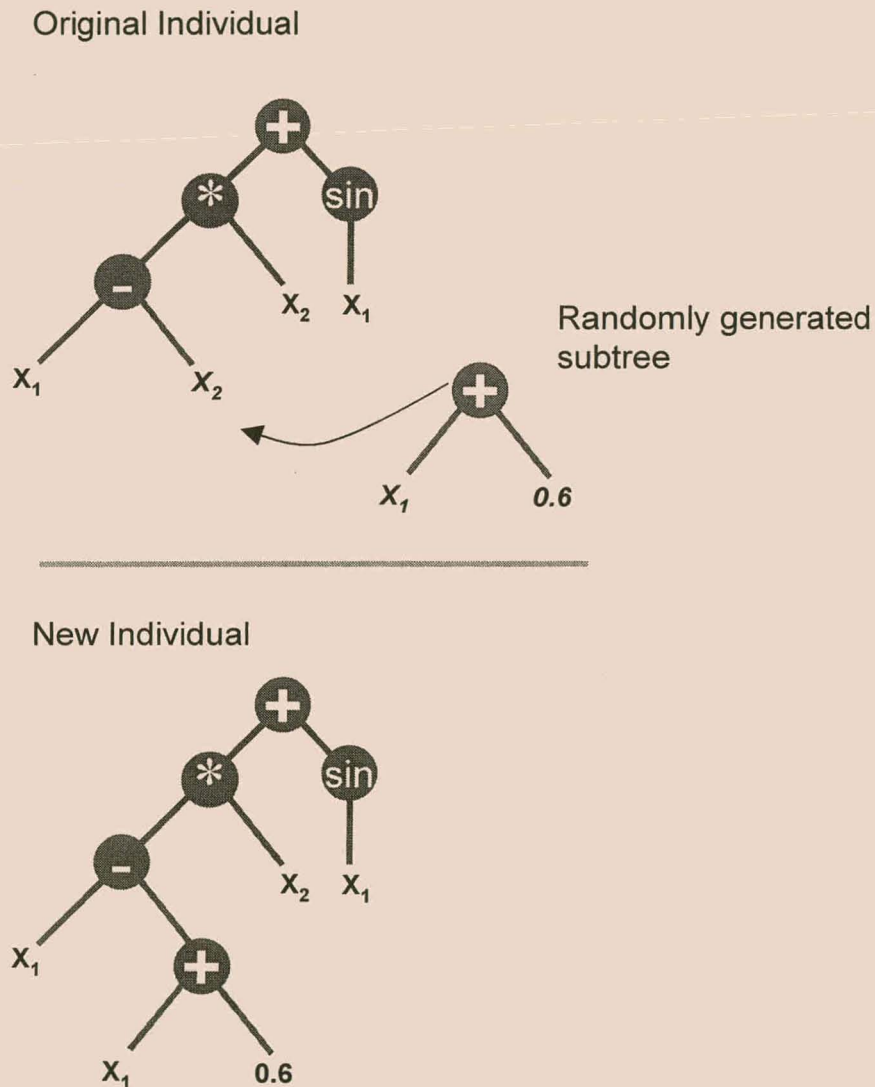 Original Individual
+
* sin
-
X₂ X₁
Randomly generated
subtree
X₁ X₂
+
X₁ 0.6
New Individual
+
* sin
-
X₂ X₁
X₁
+
X₁ 0.6